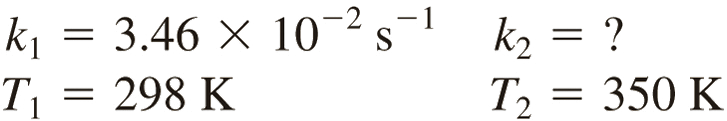 k₁ = 3.46 × 10⁻² s⁻¹ k₂ = ?
T₁ = 298 K T₂ = 350 K